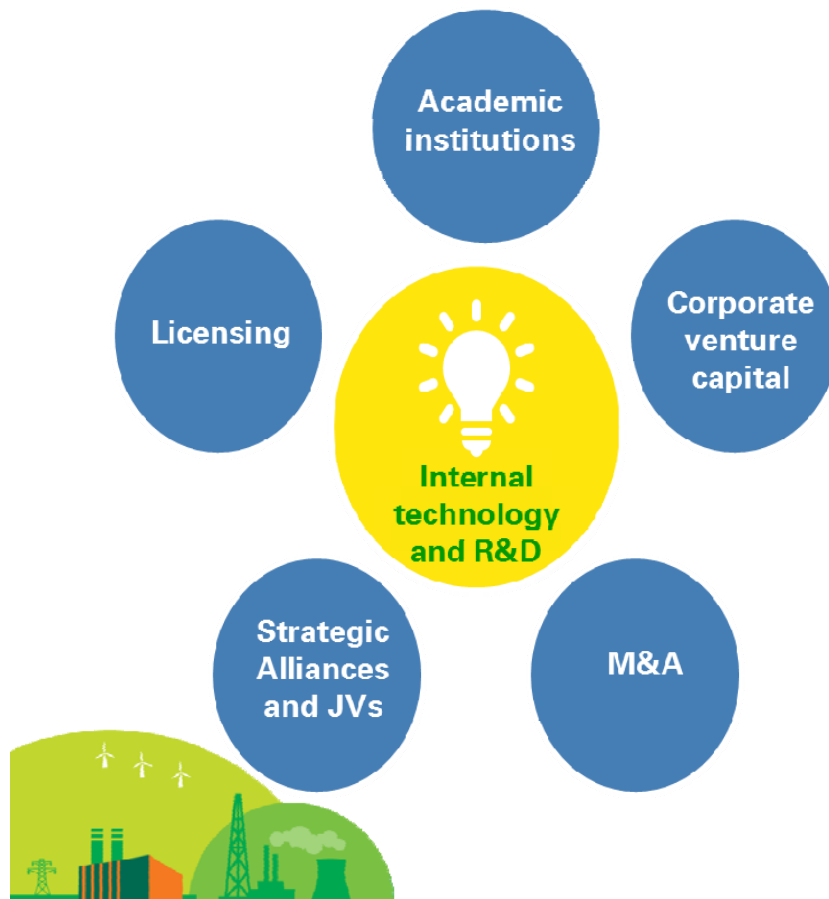 Academic
institutions
Licensing
Corporate
venture
capital
Internal
technology
and R&D
Strategic
Alliances
and JVs
M&A